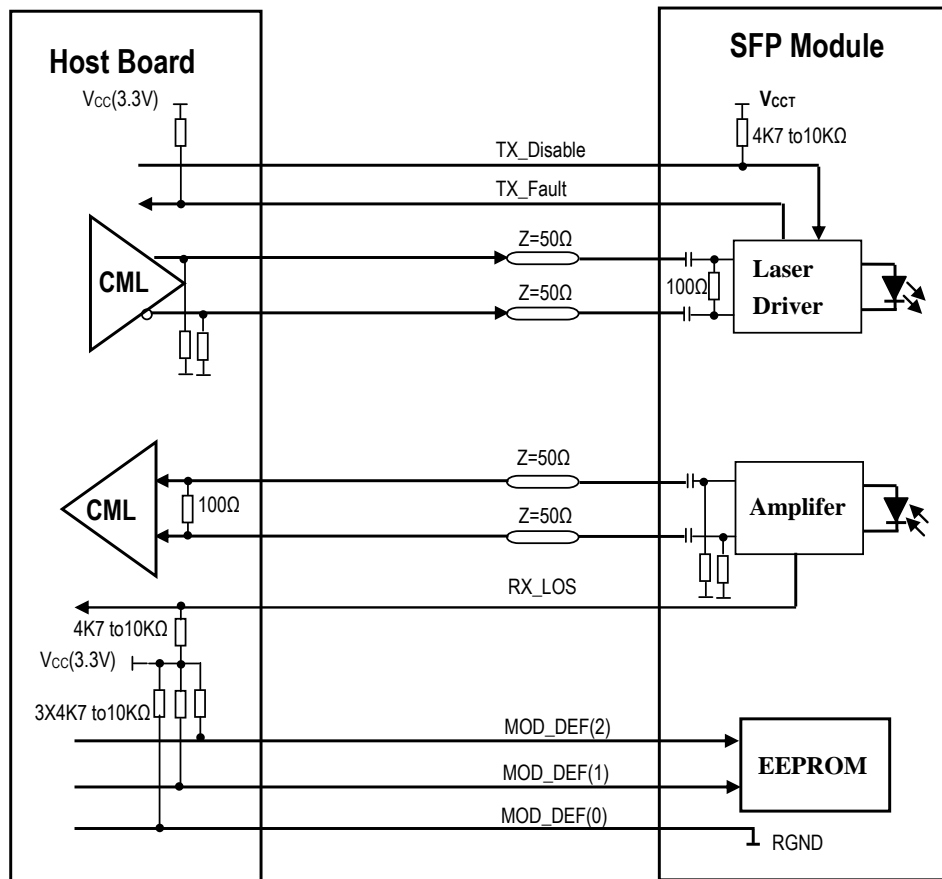 Host Board
SFP Module
VCC(3.3V)
VCCT
4K7 to10KΩ
TX_Disable
TX_Fault
CML
Z=50Ω
Z=50Ω
100Ω
Laser
Driver
CML
100Ω
Z=50Ω
Z=50Ω
Amplifer
RX_LOS
4K7 to10KΩ
VCC(3.3V)
3X4K7 to10KΩ
MOD_DEF(2)
MOD_DEF(1)
MOD_DEF(0)
EEPROM
RGND